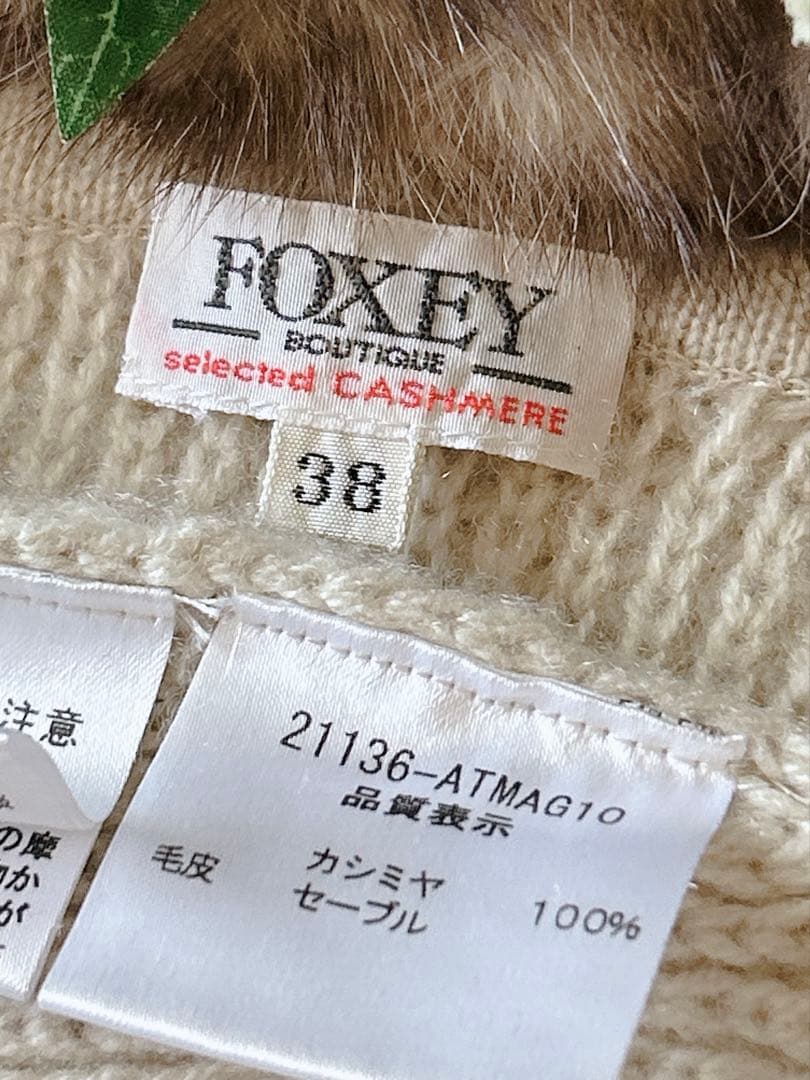 FOXEY
BOUTIQUE
selected CASHMERE
38
注意
の摩
か
が
21136-ATMAG10
品質表示
カシミヤ 100%
毛皮 セーブル